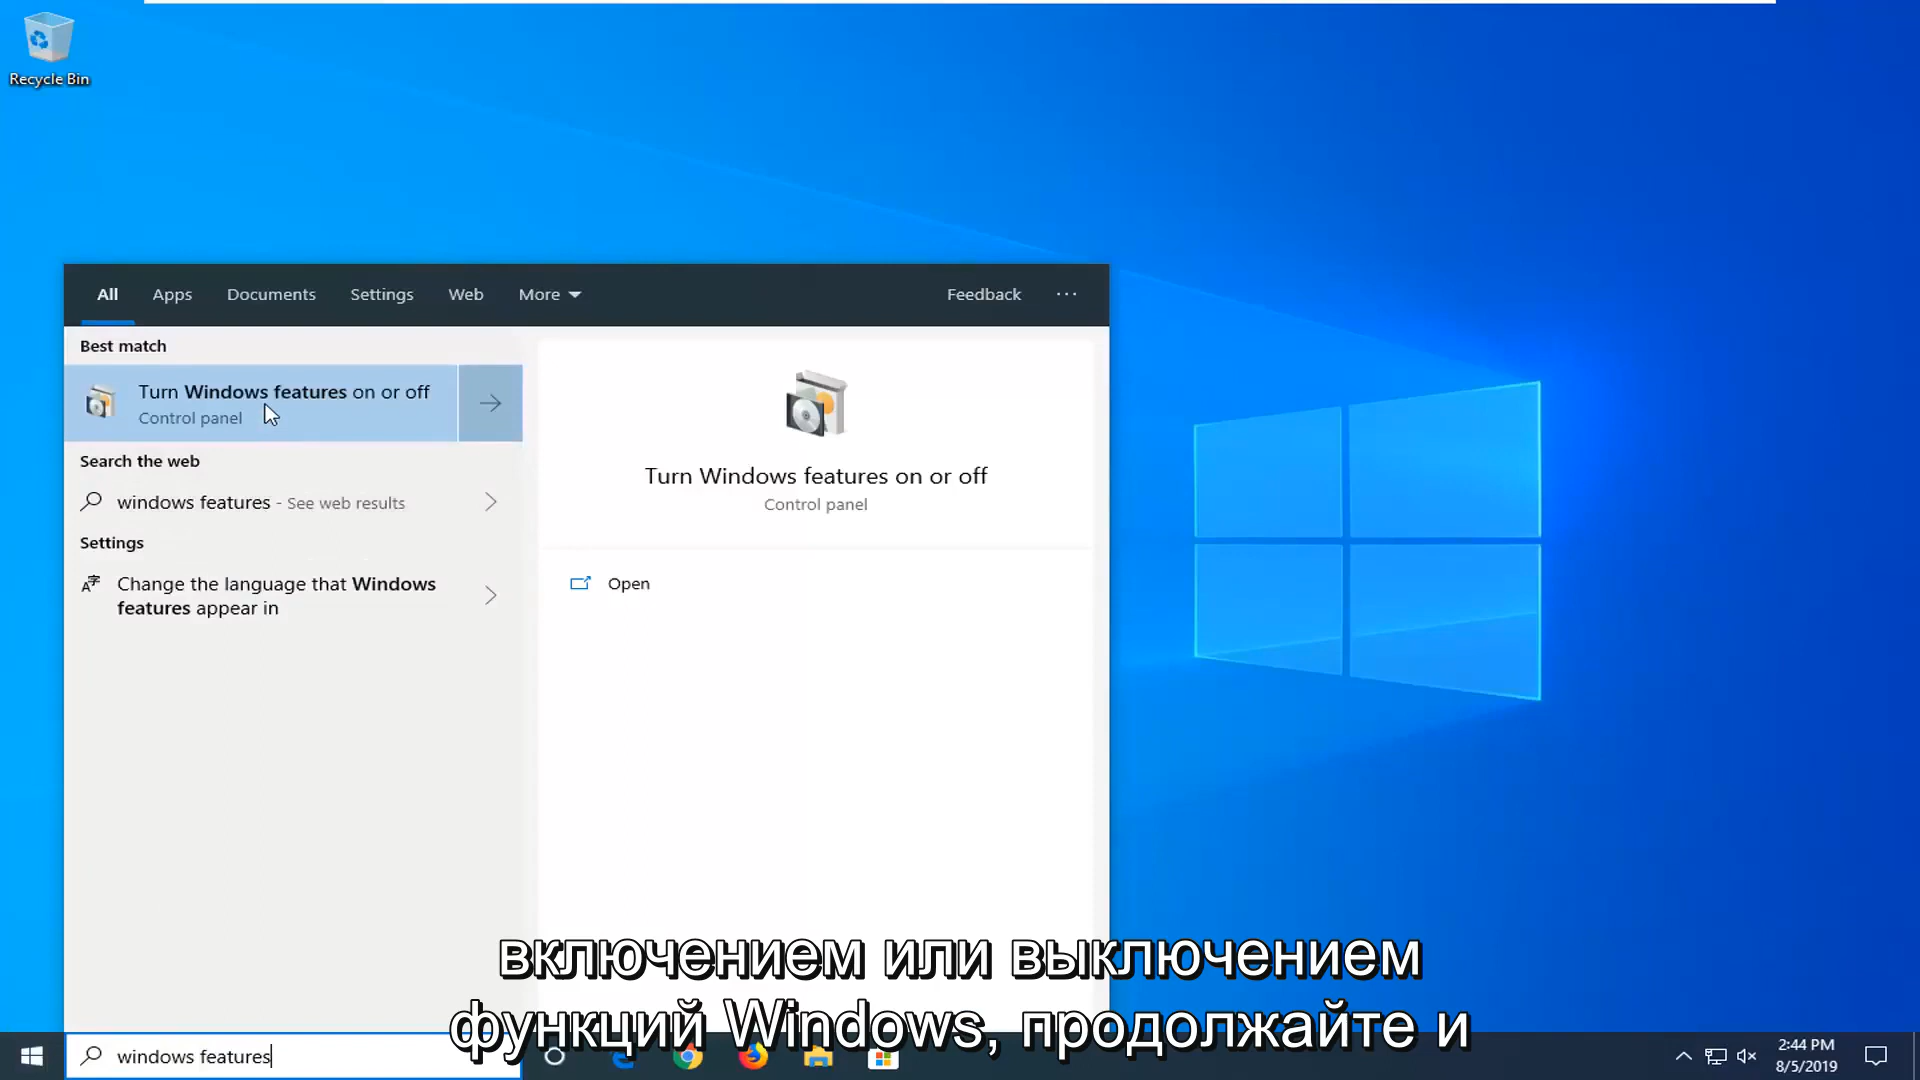 Recycle Bin
All Apps Documents Settings Web More Feedback ...
Best match
Turn Windows features on or off
Control panel
Search the web
windows features - See web results
Settings
Change the language that Windows
features appear in
Turn Windows features on or off
Control panel
Open
включением или выключением
функций Windows, продолжайте и
windows features
2:44 PM
8/5/2019